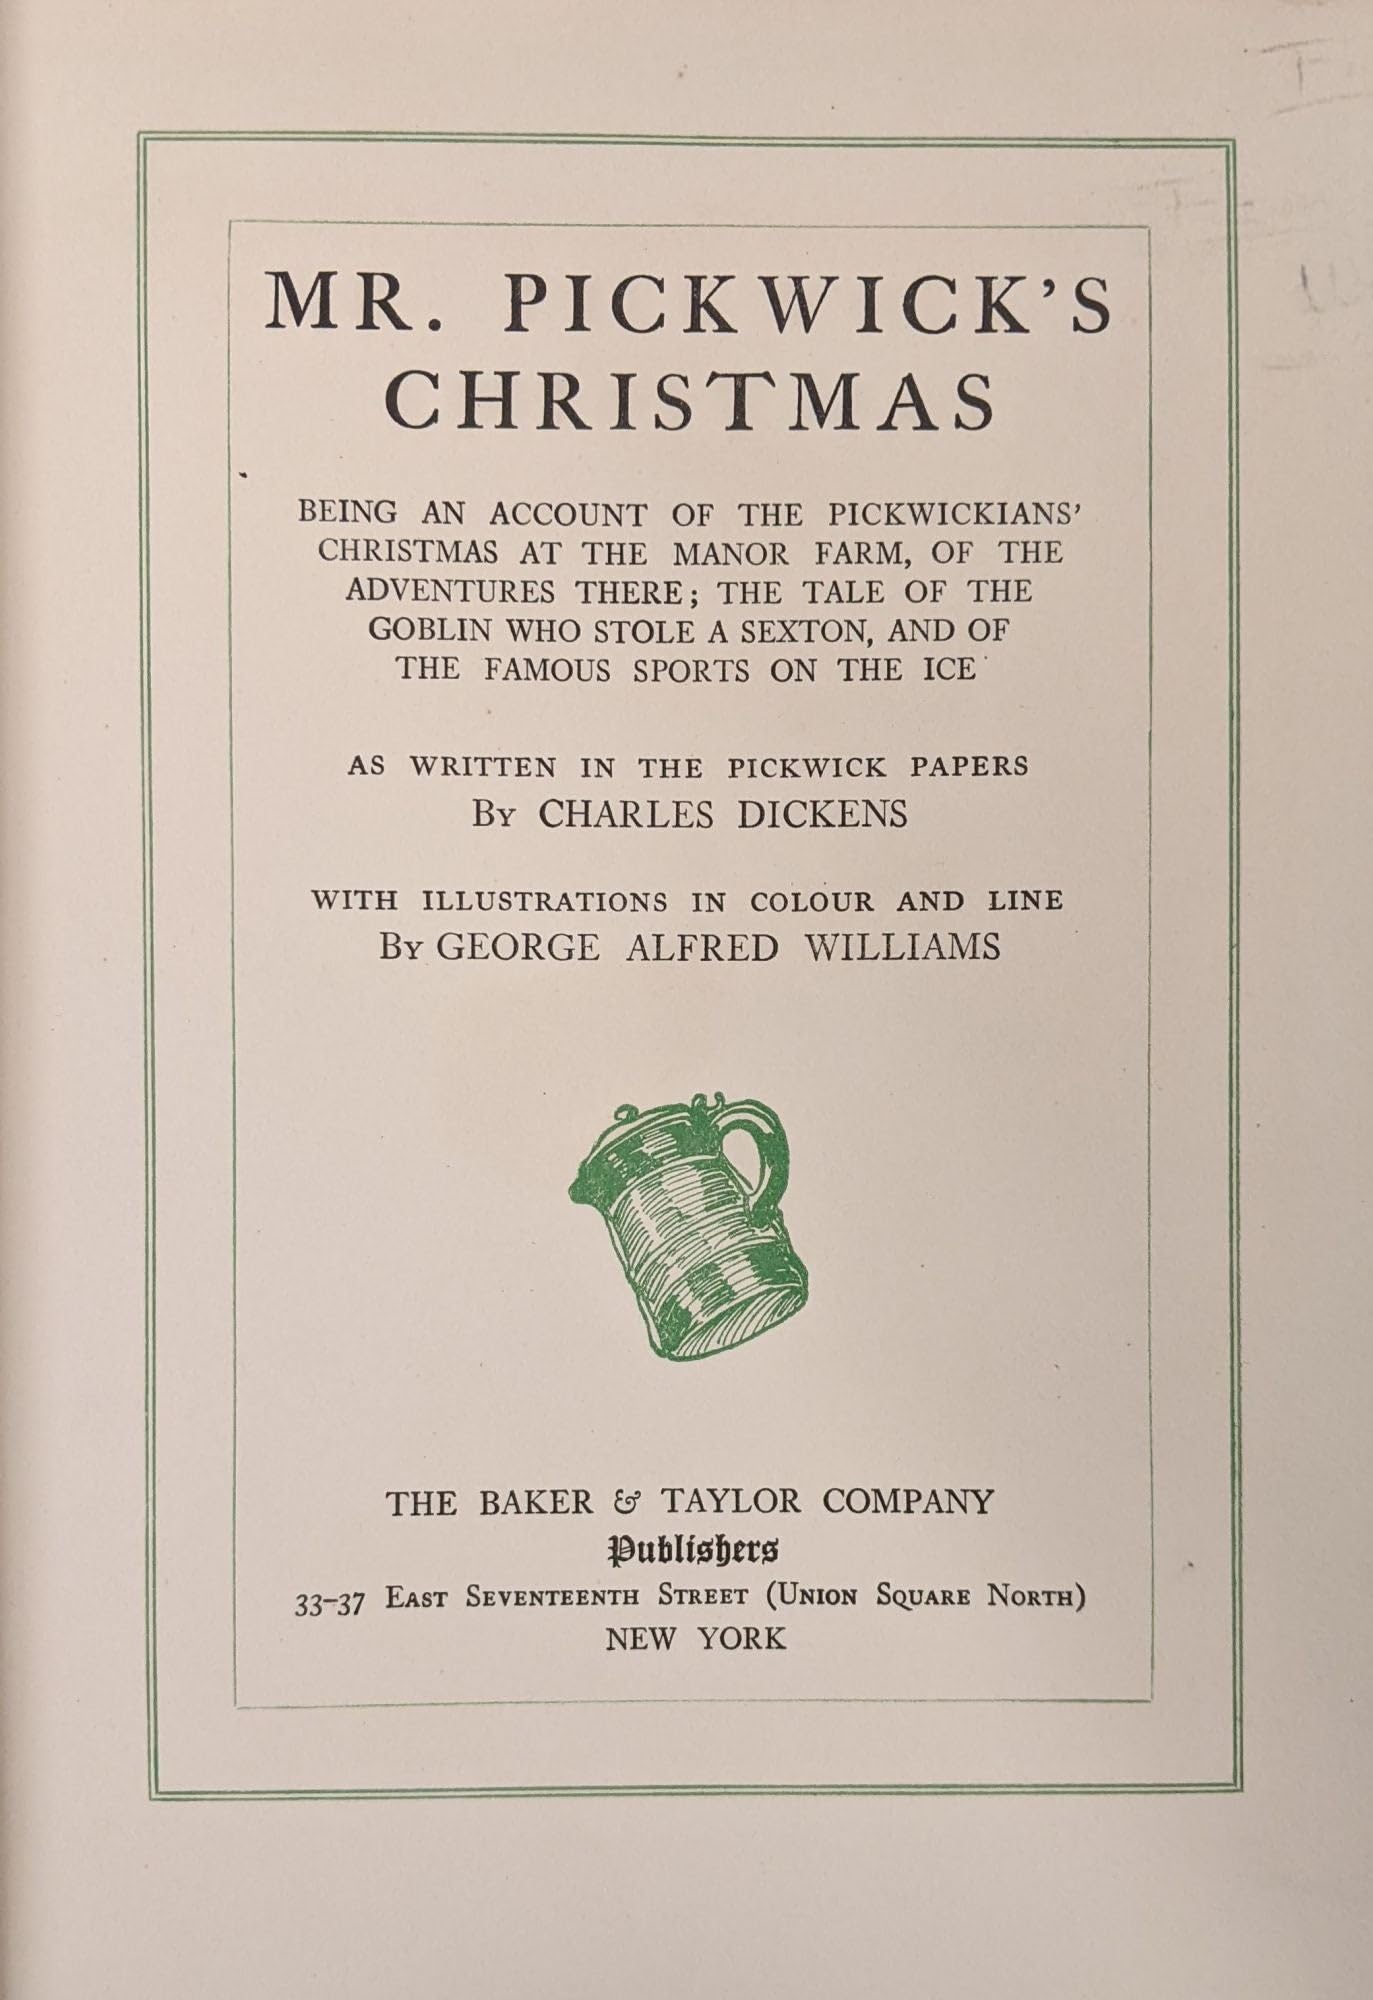 MR. PICKWICK'S
CHRISTMAS
BEING AN ACCOUNT OF THE PICKWICKIANS'
CHRISTMAS AT THE MANOR FARM, OF THE
ADVENTURES THERE; THE TALE OF THE
GOBLIN WHO STOLE A SEXTON, AND OF
THE FAMOUS SPORTS ON THE ICE
AS WRITTEN IN THE PICKWICK PAPERS
By CHARLES DICKENS
WITH ILLUSTRATIONS IN COLOUR AND LINE
By GEORGE ALFRED WILLIAMS
THE BAKER & TAYLOR COMPANY
Publishers
33-37 East Seventeenth Street (Union Square North)
NEW YORK